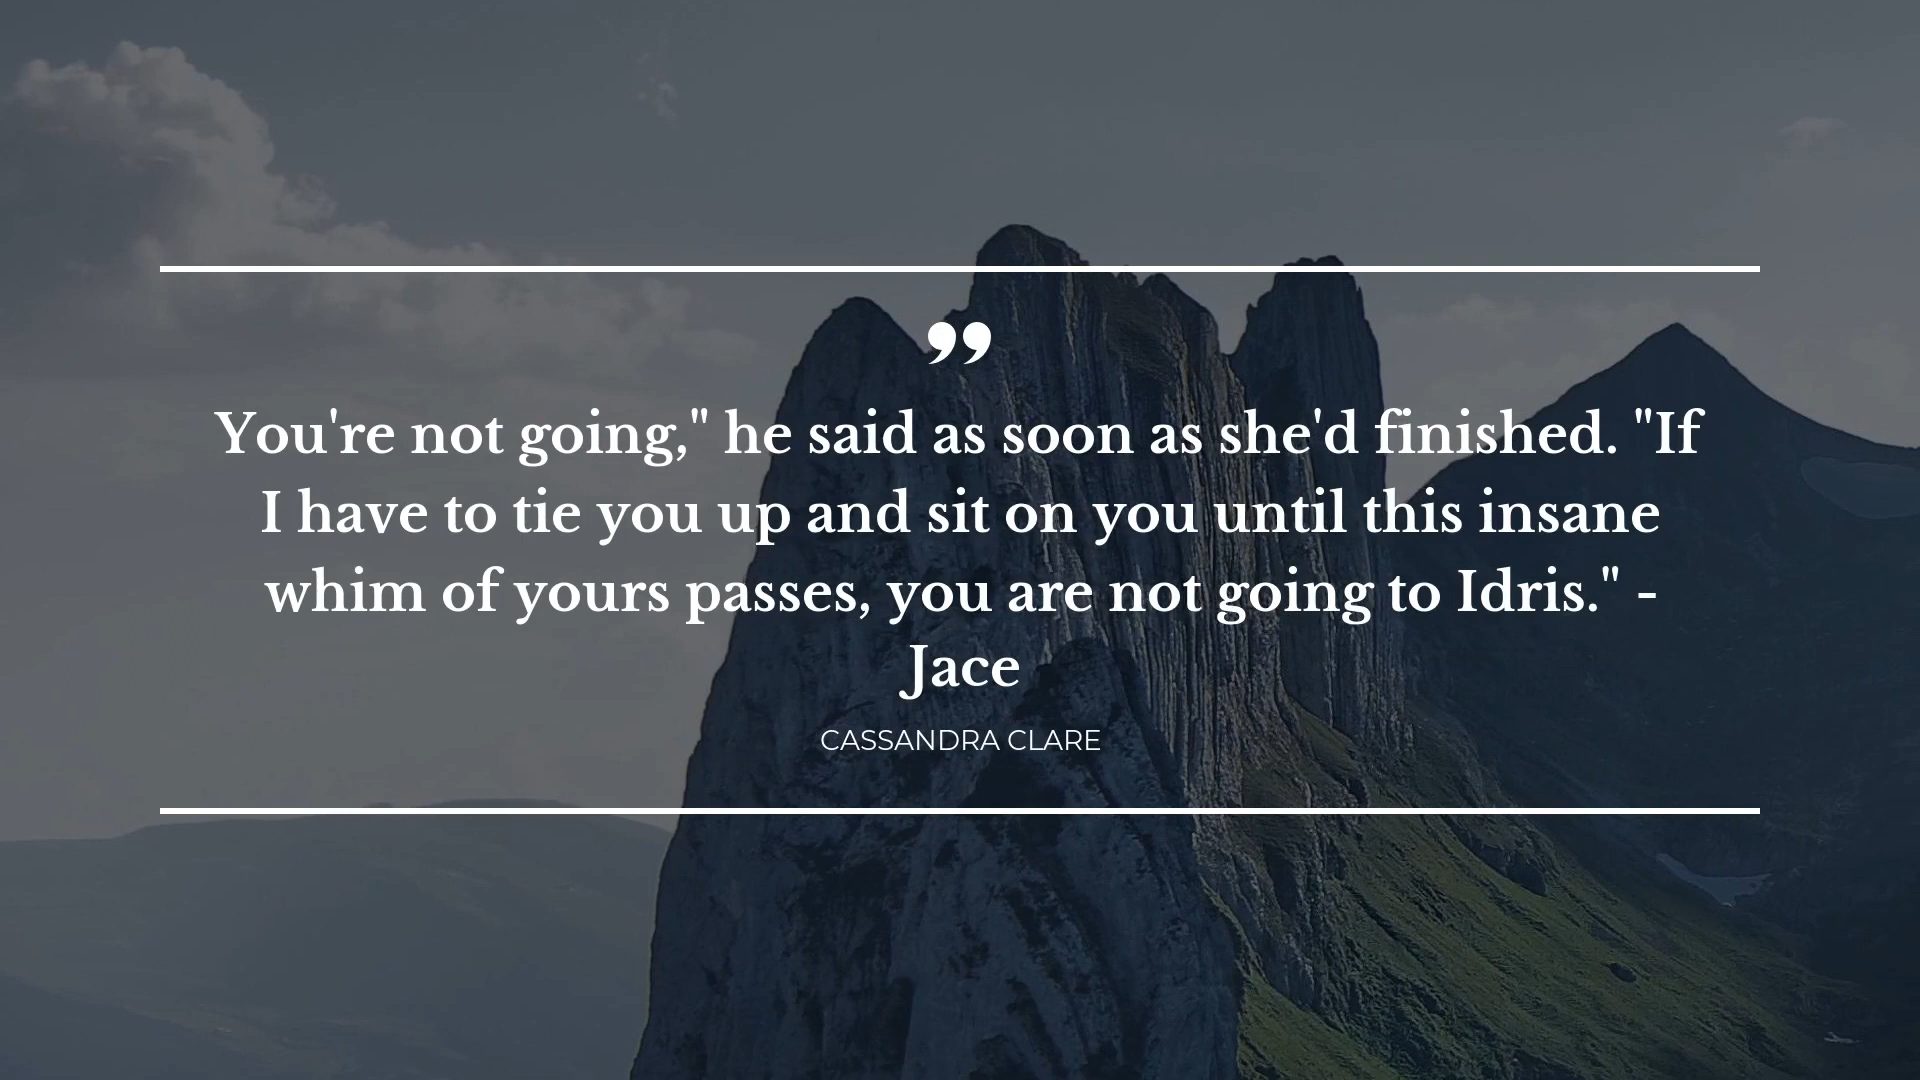 ”
You're not going," he said as soon as she'd finished. "If
I have to tie you up and sit on you until this insane
whim of yours passes, you are not going to Idris." -
Jace
CASSANDRA CLARE